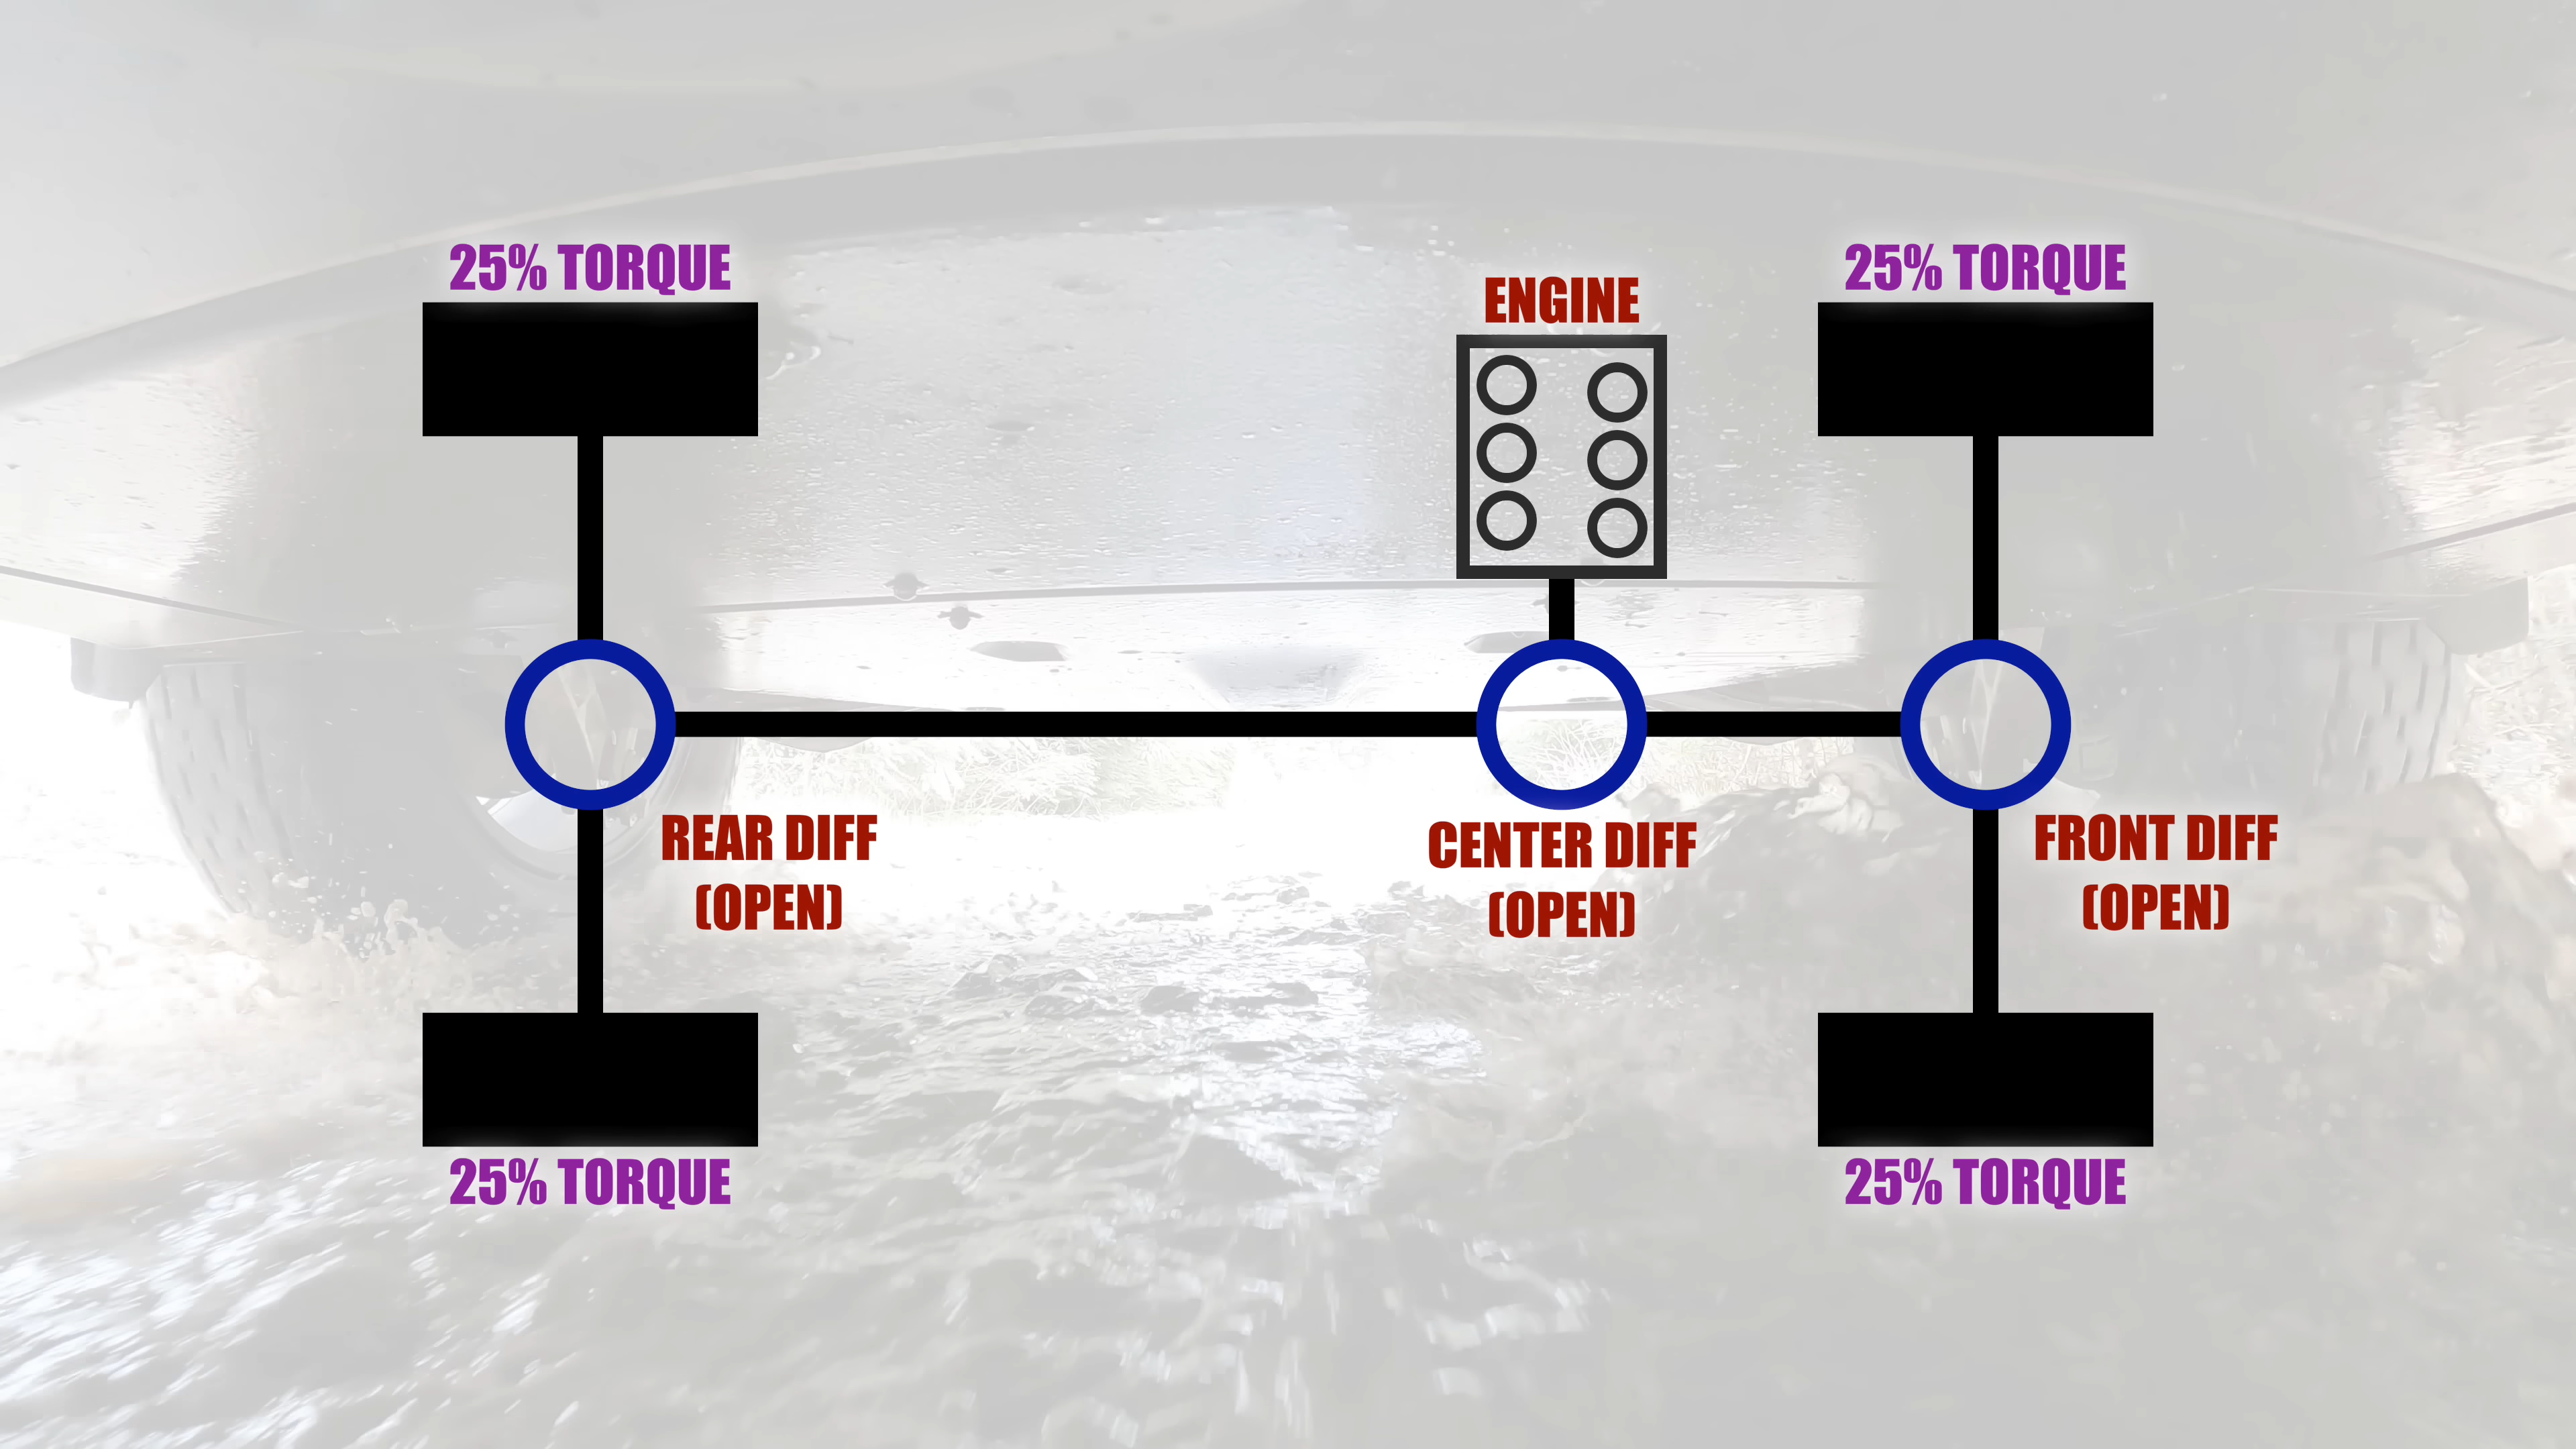 25% TORQUE
25% TORQUE
ENGINE
REAR DIFF
(OPEN)
CENTER DIFF
(OPEN)
FRONT DIFF
(OPEN)
25% TORQUE
25% TORQUE